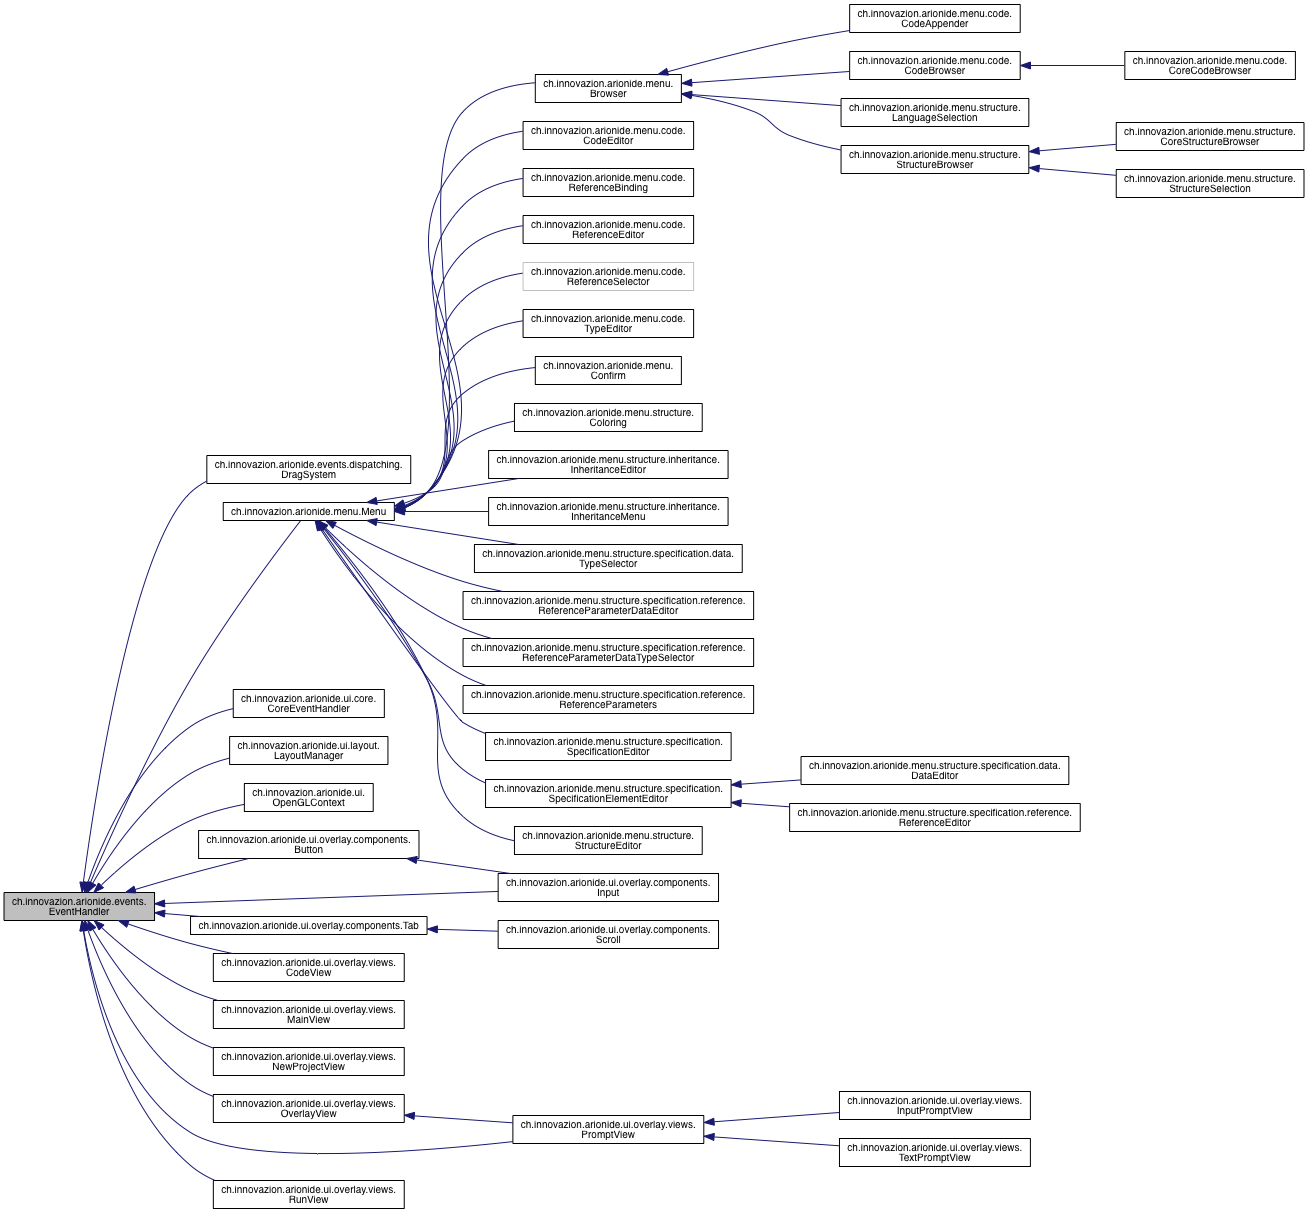 ch.innovazion.arionide.menu.code.
CodeAppender
ch.innovazion.arionide.menu.code.
CodeBrowser
ch.innovazion.arionide.menu.code.
CoreCodeBrowser
ch.innovazion.arionide.menu.
Browser
ch.innovazion.arionide.menu.structure.
LanguageSelection
ch.innovazion.arionide.menu.code.
CodeEditor
ch.innovazion.arionide.menu.structure.
CoreStructureBrowser
ch.innovazion.arionide.menu.structure.
StructureBrowser
ch.innovazion.arionide.menu.code.
ReferenceBinding
ch.innovazion.arionide.menu.structure.
StructureSelection
ch.innovazion.arionide.menu.code.
ReferenceEditor
ch.innovazion.arionide.menu.code.
ReferenceSelector
ch.innovazion.arionide.menu.code.
TypeEditor
ch.innovazion.arionide.menu.
Confirm
ch.innovazion.arionide.menu.structure.
Coloring
ch.innovazion.arionide.events.dispatching.
DragSystem
ch.innovazion.arionide.menu.structure.inheritance.
InheritanceEditor
ch.innovazion.arionide.menu.Menu
ch.innovazion.arionide.menu.structure.inheritance.
InheritanceMenu
ch.innovazion.arionide.menu.structure.specification.data.
TypeSelector
ch.innovazion.arionide.menu.structure.specification.reference.
ReferenceParameterDataEditor
ch.innovazion.arionide.menu.structure.specification.reference.
ReferenceParameterDataTypeSelector
ch.innovazion.arionide.menu.structure.specification.reference.
ReferenceParameters
ch.innovazion.arionide.ui.core.
CoreEventHandler
ch.innovazion.arionide.menu.structure.specification.
SpecificationEditor
ch.innovazion.arionide.ui.layout.
LayoutManager
ch.innovazion.arionide.menu.structure.specification.data.
DataEditor
ch.innovazion.arionide.menu.structure.specification.
SpecificationElementEditor
ch.innovazion.arionide.ui.
OpenGLContext
ch.innovazion.arionide.menu.structure.specification.reference.
ReferenceEditor
ch.innovazion.arionide.menu.structure.
StructureEditor
ch.innovazion.arionide.ui.overlay.components.
Button
ch.innovazion.arionide.ui.overlay.components.
Input
ch.innovazion.arionide.events.
EventHandler
ch.innovazion.arionide.ui.overlay.components.Tab
ch.innovazion.arionide.ui.overlay.components.
Scroll
ch.innovazion.arionide.ui.overlay.views.
CodeView
ch.innovazion.arionide.ui.overlay.views.
MainView
ch.innovazion.arionide.ui.overlay.views.
NewProjectView
ch.innovazion.arionide.ui.overlay.views.
OverlayView
ch.innovazion.arionide.ui.overlay.views.
InputPromptView
ch.innovazion.arionide.ui.overlay.views.
PromptView
ch.innovazion.arionide.ui.overlay.views.
TextPromptView
ch.innovazion.arionide.ui.overlay.views.
RunView